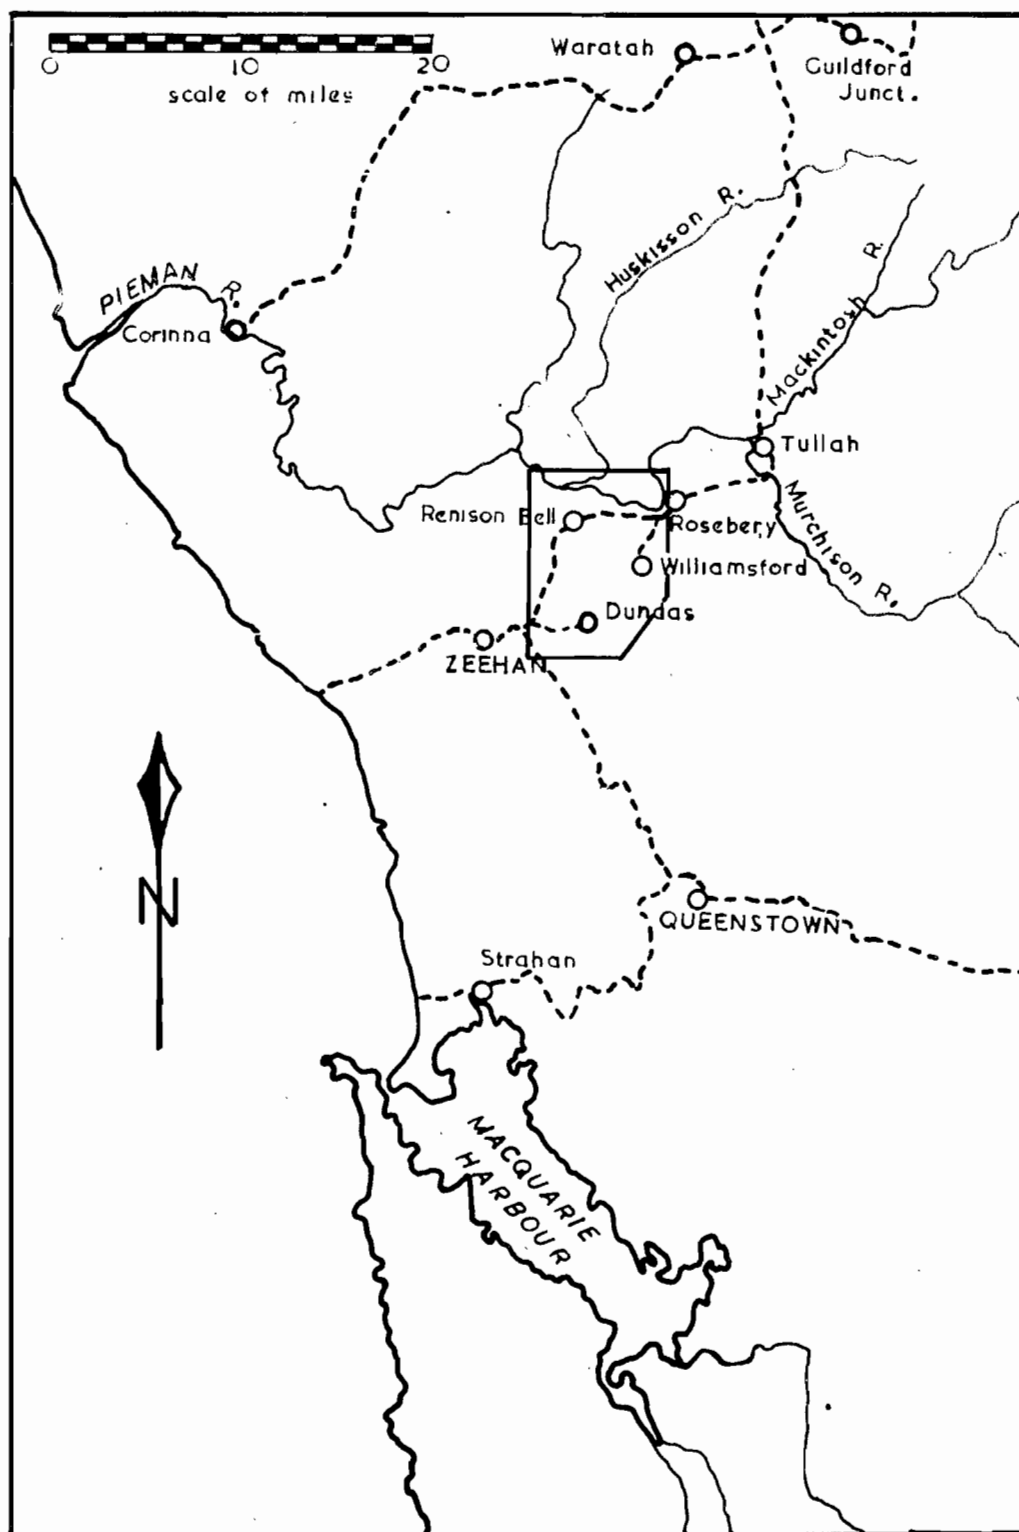 Waratah
Guildford
Junct.
0 10 20
scale of miles
Huskisson R.
R.
PIEMAN R.
Mackintosh
Corinna
Tullah
Renison Bell
Rosebery
Murchison R.
Williamsford
Dundas
ZEEHAN
N
QUEENSTOWN
Strahan
MACQUARIE
HARBOUR